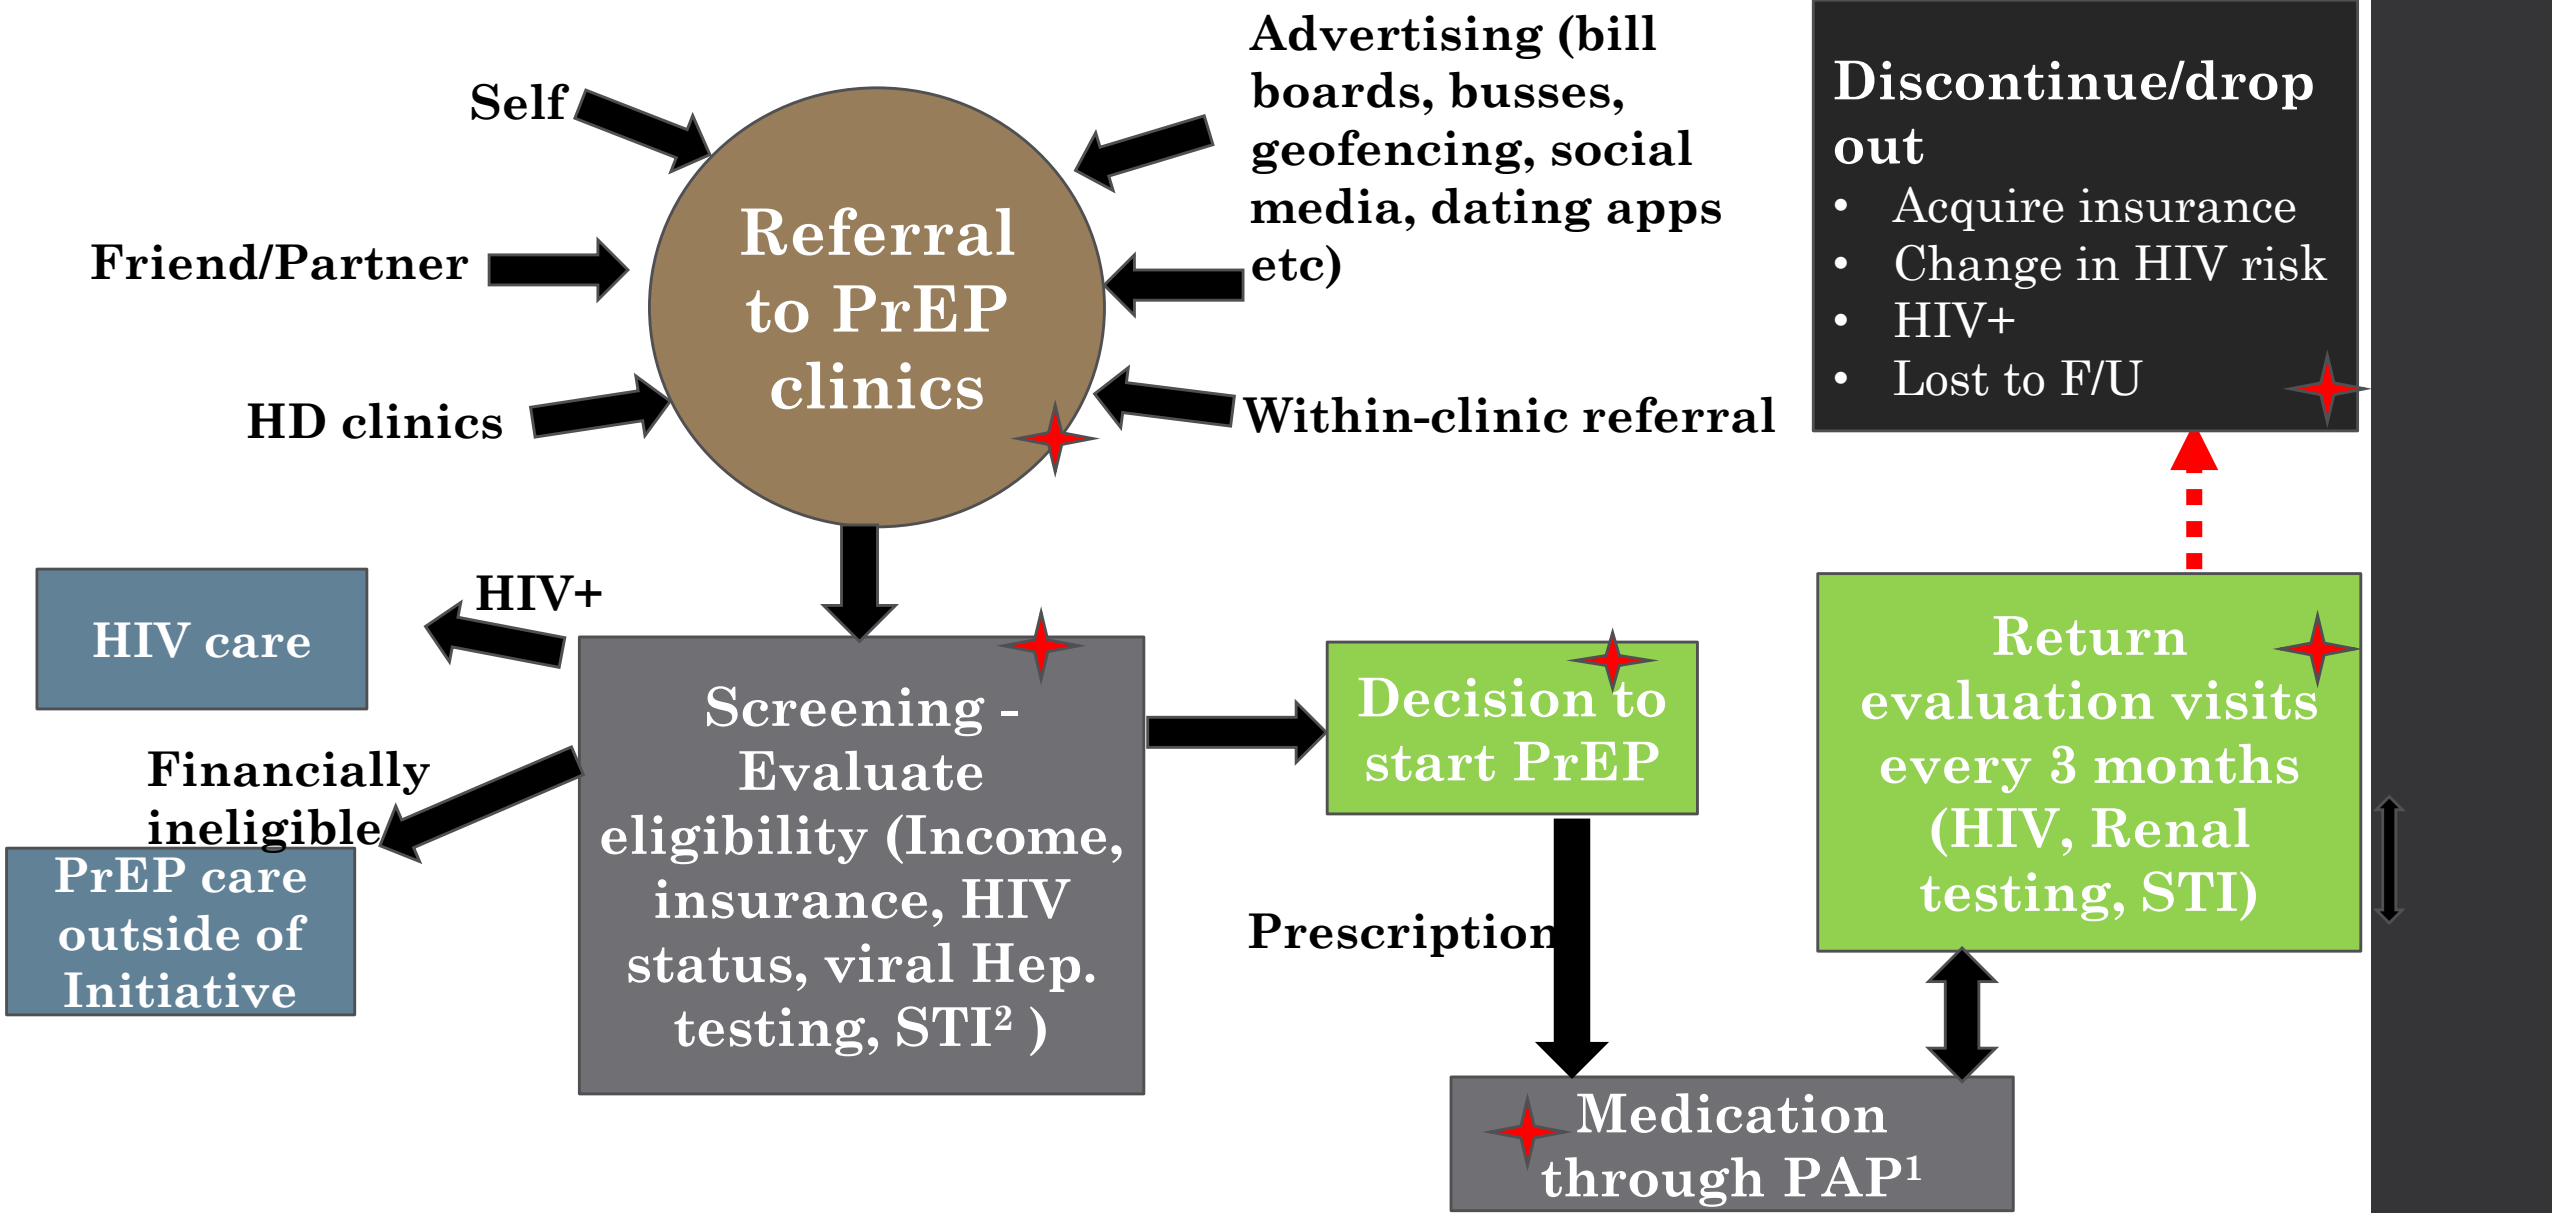 Self
Friend/Partner
HD clinics
Referral
to PrEP
clinics
Advertising (bill
boards, busses,
geofencing, social
media, dating apps
etc)
Within-clinic referral
Discontinue/drop
out
• Acquire insurance
• Change in HIV risk
• HIV+
• Lost to F/U
HIV+
HIV care
Financially
ineligible
PrEP care
outside of
Initiative
Screening -
Evaluate
eligibility (Income,
insurance, HIV
status, viral Hep.
testing, STI² )
Decision to
start PrEP
Prescription
Medication
through PAP¹
Return
evaluation visits
every 3 months
(HIV, Renal
testing, STI)